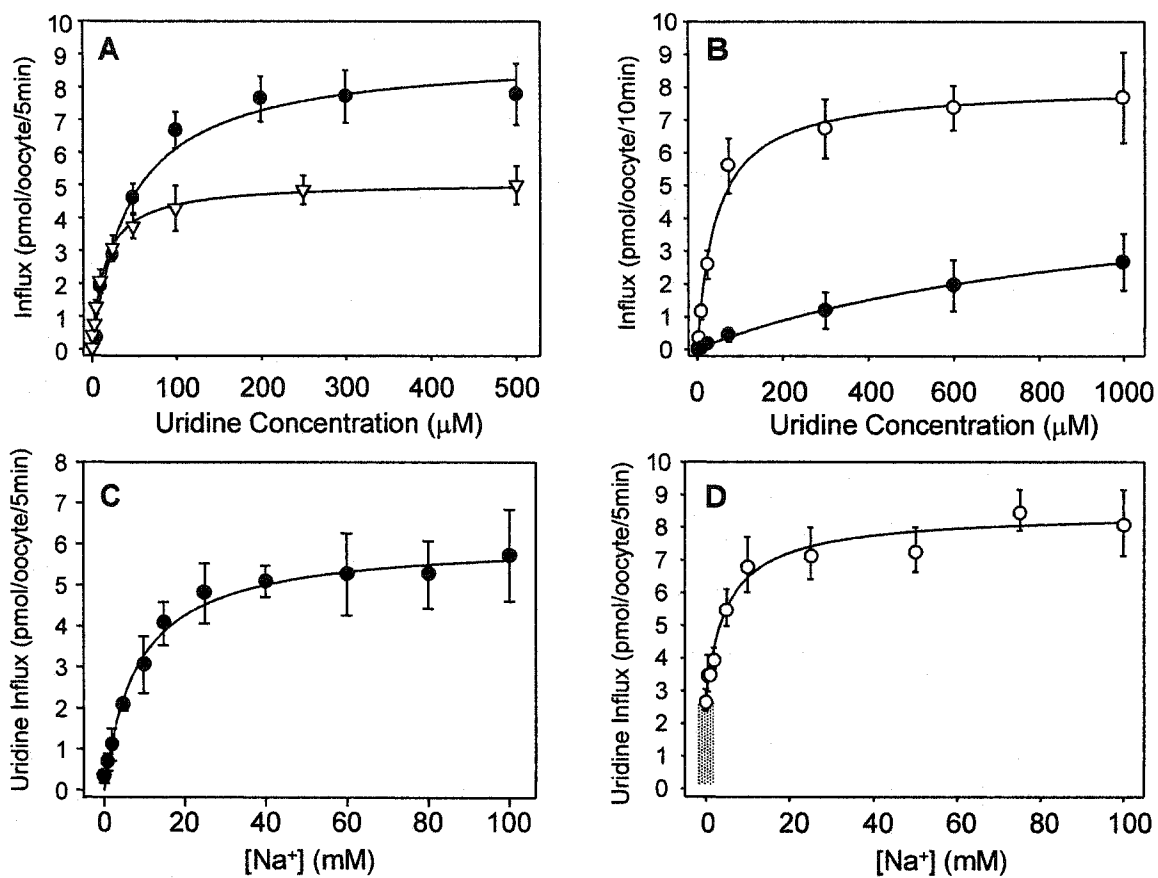 A
Influx (pmol/oocyte/5min)
10
9
8
7
6
5
4
3
2
1
0
0 100 200 300 400 500
Uridine Concentration (μM)
B
Influx (pmol/oocyte/10min)
10
9
8
7
6
5
4
3
2
1
0
0 200 400 600 800 1000
Uridine Concentration (μM)
C
Uridine Influx (pmol/oocyte/5min)
8
7
6
5
4
3
2
1
0
0 20 40 60 80 100
[Na⁺] (mM)
D
Uridine Influx (pmol/oocyte/5min)
10
9
8
7
6
5
4
3
2
1
0
0 20 40 60 80 100
[Na⁺] (mM)